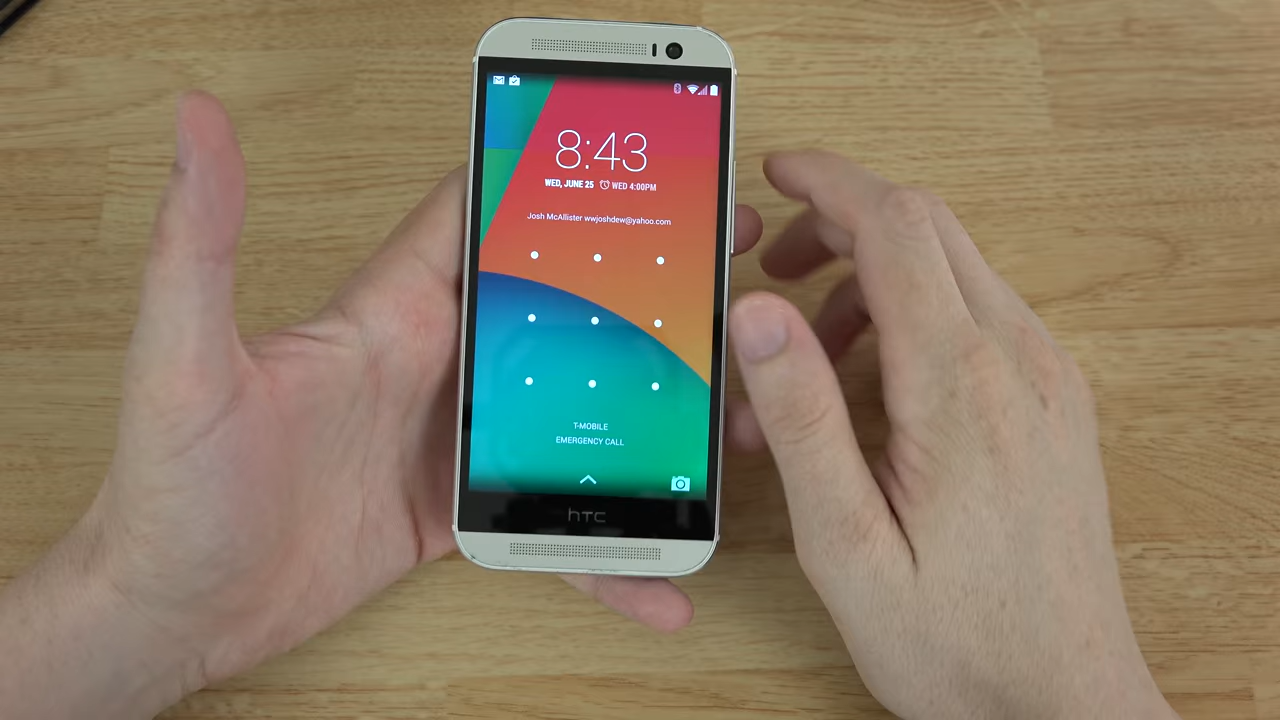 8:43
WED, JUNE 25 WED 4:00PM
Josh McAllister wwjoshdew@yahoo.com
T-MOBILE
EMERGENCY CALL
hTC